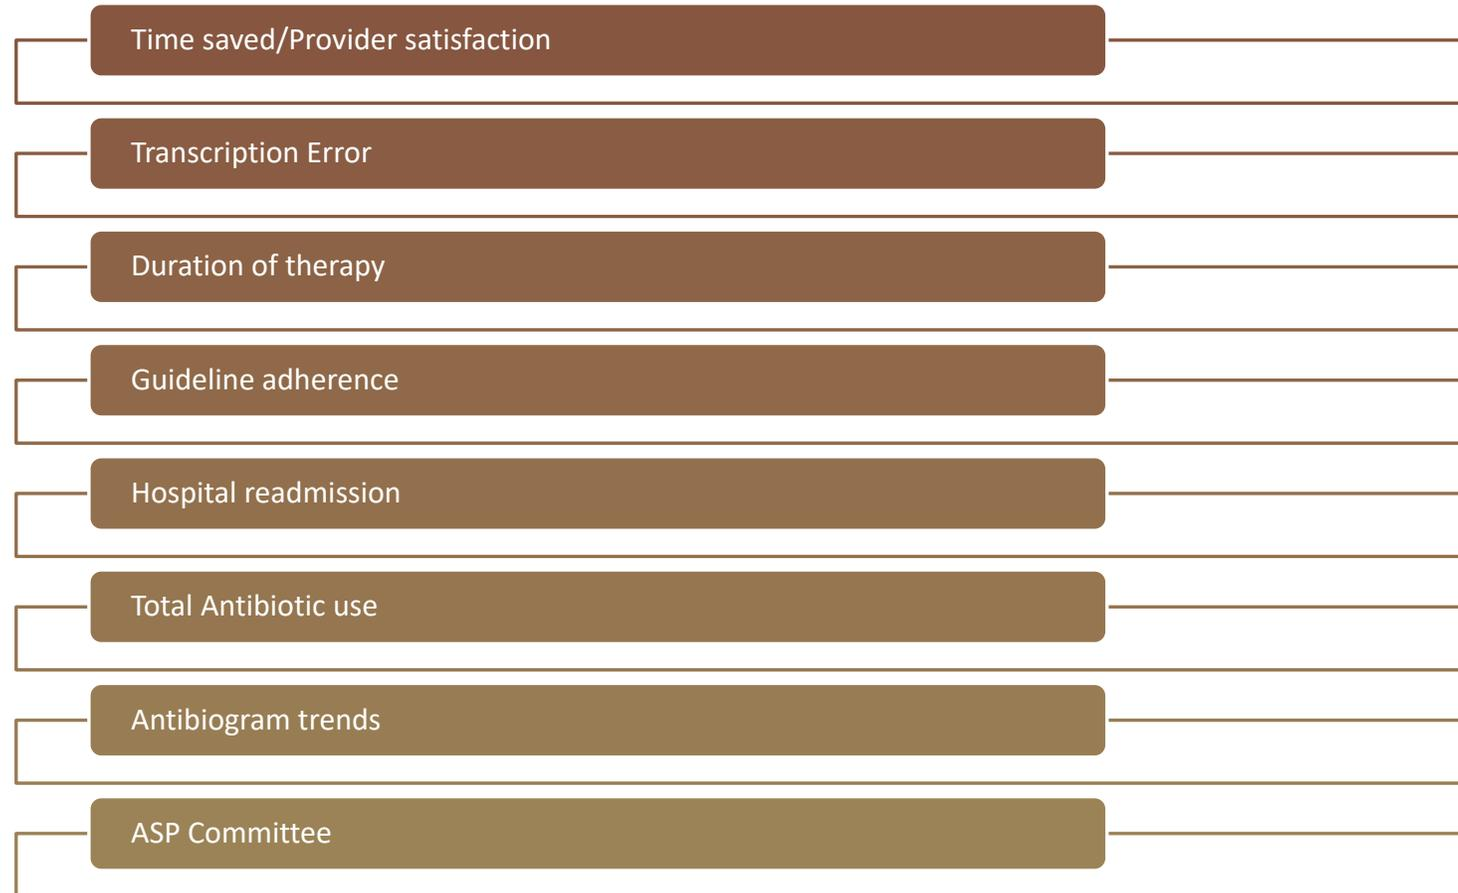 Time saved/Provider satisfaction
Transcription Error
Duration of therapy
Guideline adherence
Hospital readmission
Total Antibiotic use
Antibiogram trends
ASP Committee